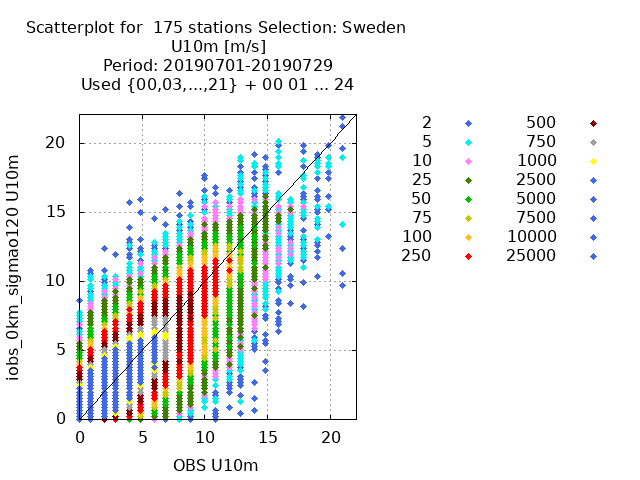 Scatterplot for  175 stations Selection: Sweden
U10m [m/s]
Period: 20190701-20190729
Used {00,03,...,21} + 00 01 ... 24
iobs_0km_sigmao120 U10m
20
15
10
5
0
0 5 10 15 20
OBS U10m
2 500
5 750
10 1000
25 2500
50 5000
75 7500
100 10000
250 25000